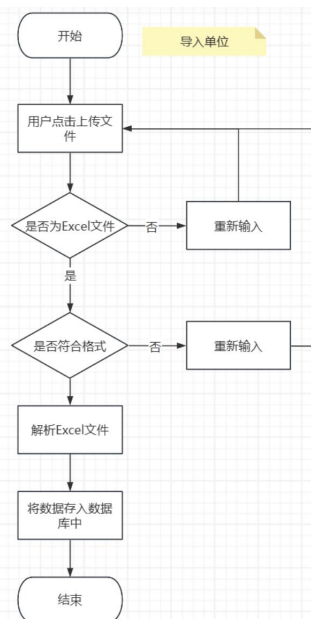 开始
导入单位
用户点击上传文
件
是否为Excel文件
否
重新输入
是
是否符合格式
否
重新输入
解析Excel文件
将数据存入数据
库中
结束